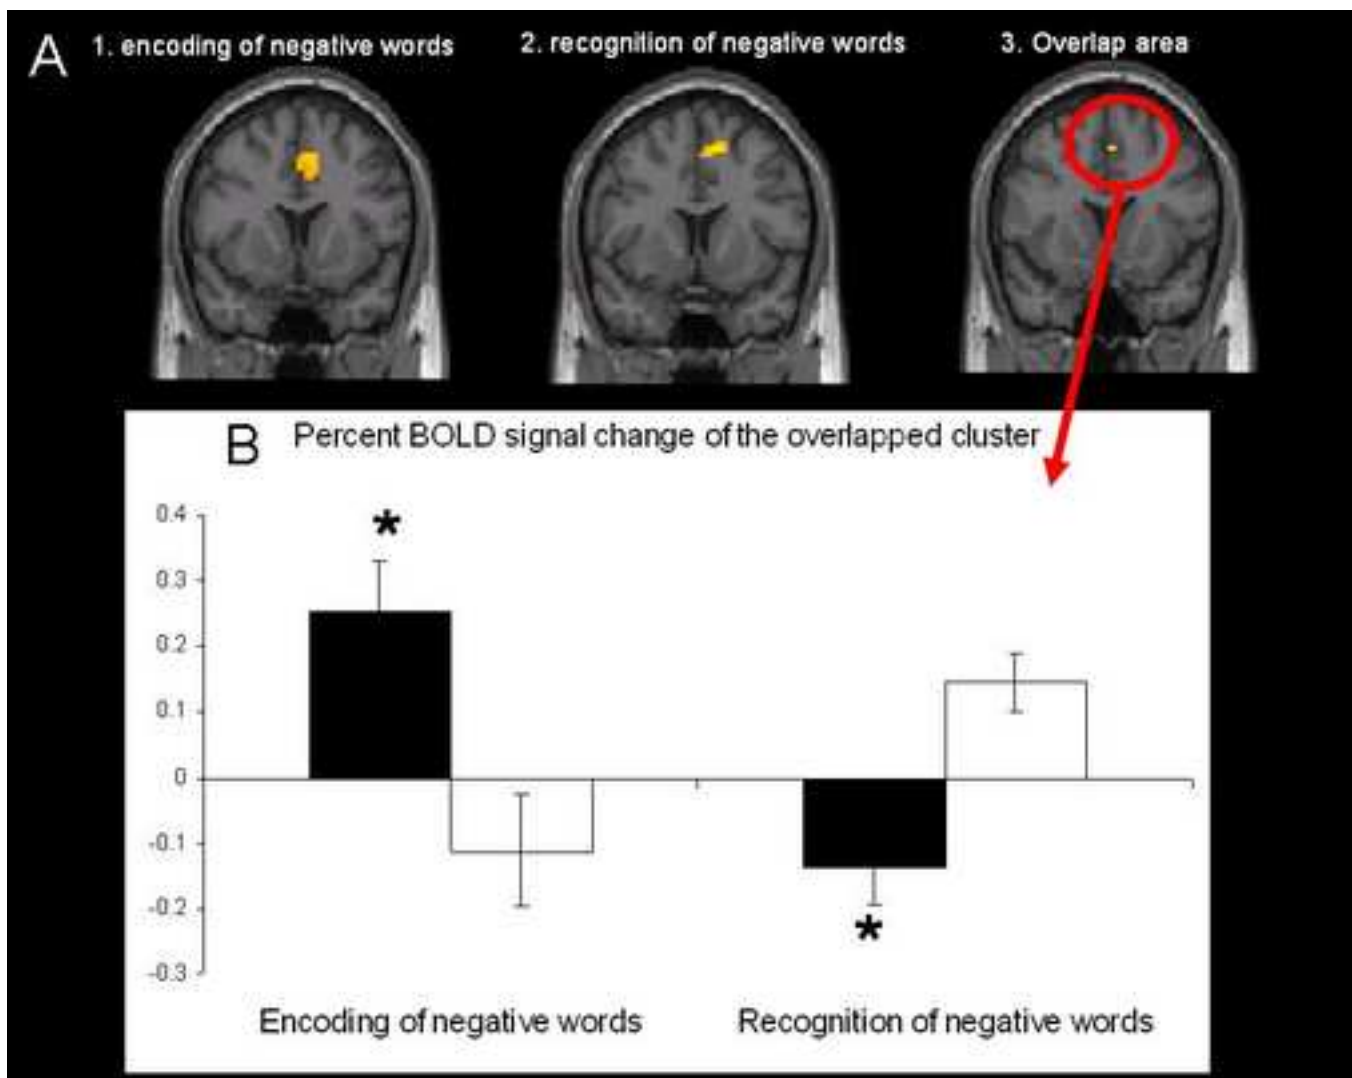 A
1. encoding of negative words
2. recognition of negative words
3. Overlap area
B
Percent BOLD signal change of the overlapped cluster
0.4
0.3
0.2
0.1
0
-0.1
-0.2
-0.3
*
*
Encoding of negative words
Recognition of negative words